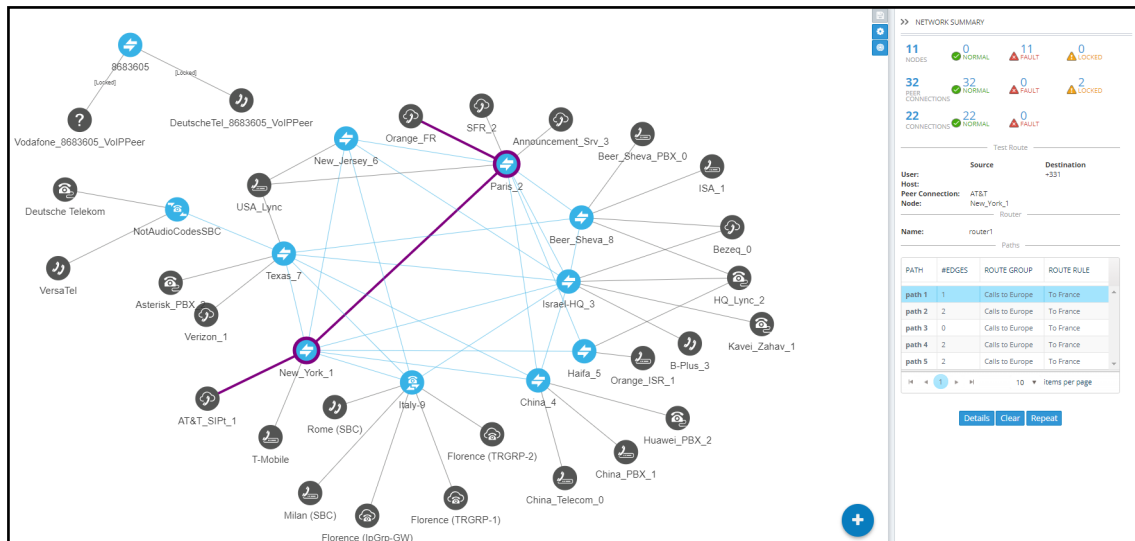 8683605
[Locked]
[Locked]
Vodafone_8683605_VoIPPeer
DeutscheTel_8683605_VoIPPeer
Orange_FR
SFR_2
Announcement_Srv_3
New_Jersey_6
Paris_2
Beer_Sheva_PBX_0
ISA_1
USA_Lync
Deutsche Telekom
NotAudioCodesSBC
Beer_Sheva_8
Bezeq_0
VersaTel
Texas_7
Asterisk_PBX_2
Israel-HQ_3
HQ_Lync_2
Verizon_1
Kavei_Zahav_1
New_York_1
Haifa_5
B-Plus_3
Orange_ISR_1
AT&T_SIPt_1
Italy-9
China_4
Rome (SBC)
Huawei_PBX_2
T-Mobile
Florence (TRGRP-2)
China_PBX_1
China_Telecom_0
Milan (SBC)
Florence (TRGRP-1)
Florence (IpGrp-GW)
+
NETWORK SUMMARY
11 0 11 0
NODES NORMAL FAULT LOCKED
32 32 0 2
PEER CONNECTIONS NORMAL FAULT LOCKED
22 22 0
CONNECTIONS NORMAL FAULT
Test Route
Source Destination
User: +331
Host:
Peer Connection: AT&T
Node: New_York_1
Router
Name: router1
Paths
PATH #EDGES ROUTE GROUP ROUTE RULE
path 1 1 Calls to Europe To France
path 2 2 Calls to Europe To France
path 3 0 Calls to Europe To France
path 4 2 Calls to Europe To France
path 5 2 Calls to Europe To France
1 10 items per page
Details Clear Repeat